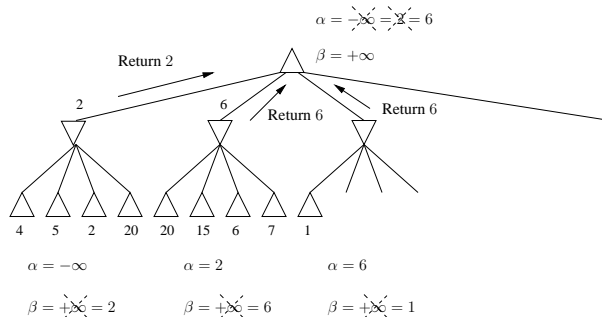 α = −∞ = 2 = 6
β = +∞
Return 2
2
6
Return 6
Return 6
4 5 2 20 20 15 6 7 1
α = −∞
α = 2
α = 6
β = +∞ = 2
β = +∞ = 6
β = +∞ = 1